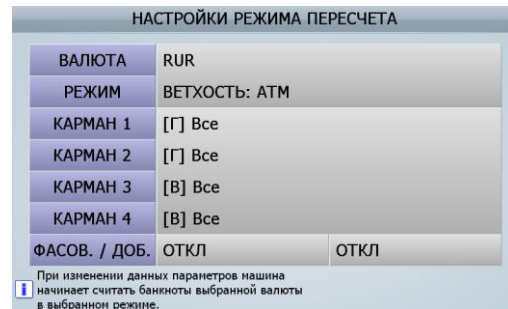 НАСТРОЙКИ РЕЖИМА ПЕРЕСЧЕТА
ВАЛЮТА RUR
РЕЖИМ ВЕТХОСТЬ: АТМ
КАРМАН 1 [Г] Все
КАРМАН 2 [Г] Все
КАРМАН 3 [В] Все
КАРМАН 4 [В] Все
ФАСОВ. / ДОБ. ОТКЛ ОТКЛ
При изменении данных параметров машина
начинает считать банкноты выбранной валюты
в выбранном режиме.